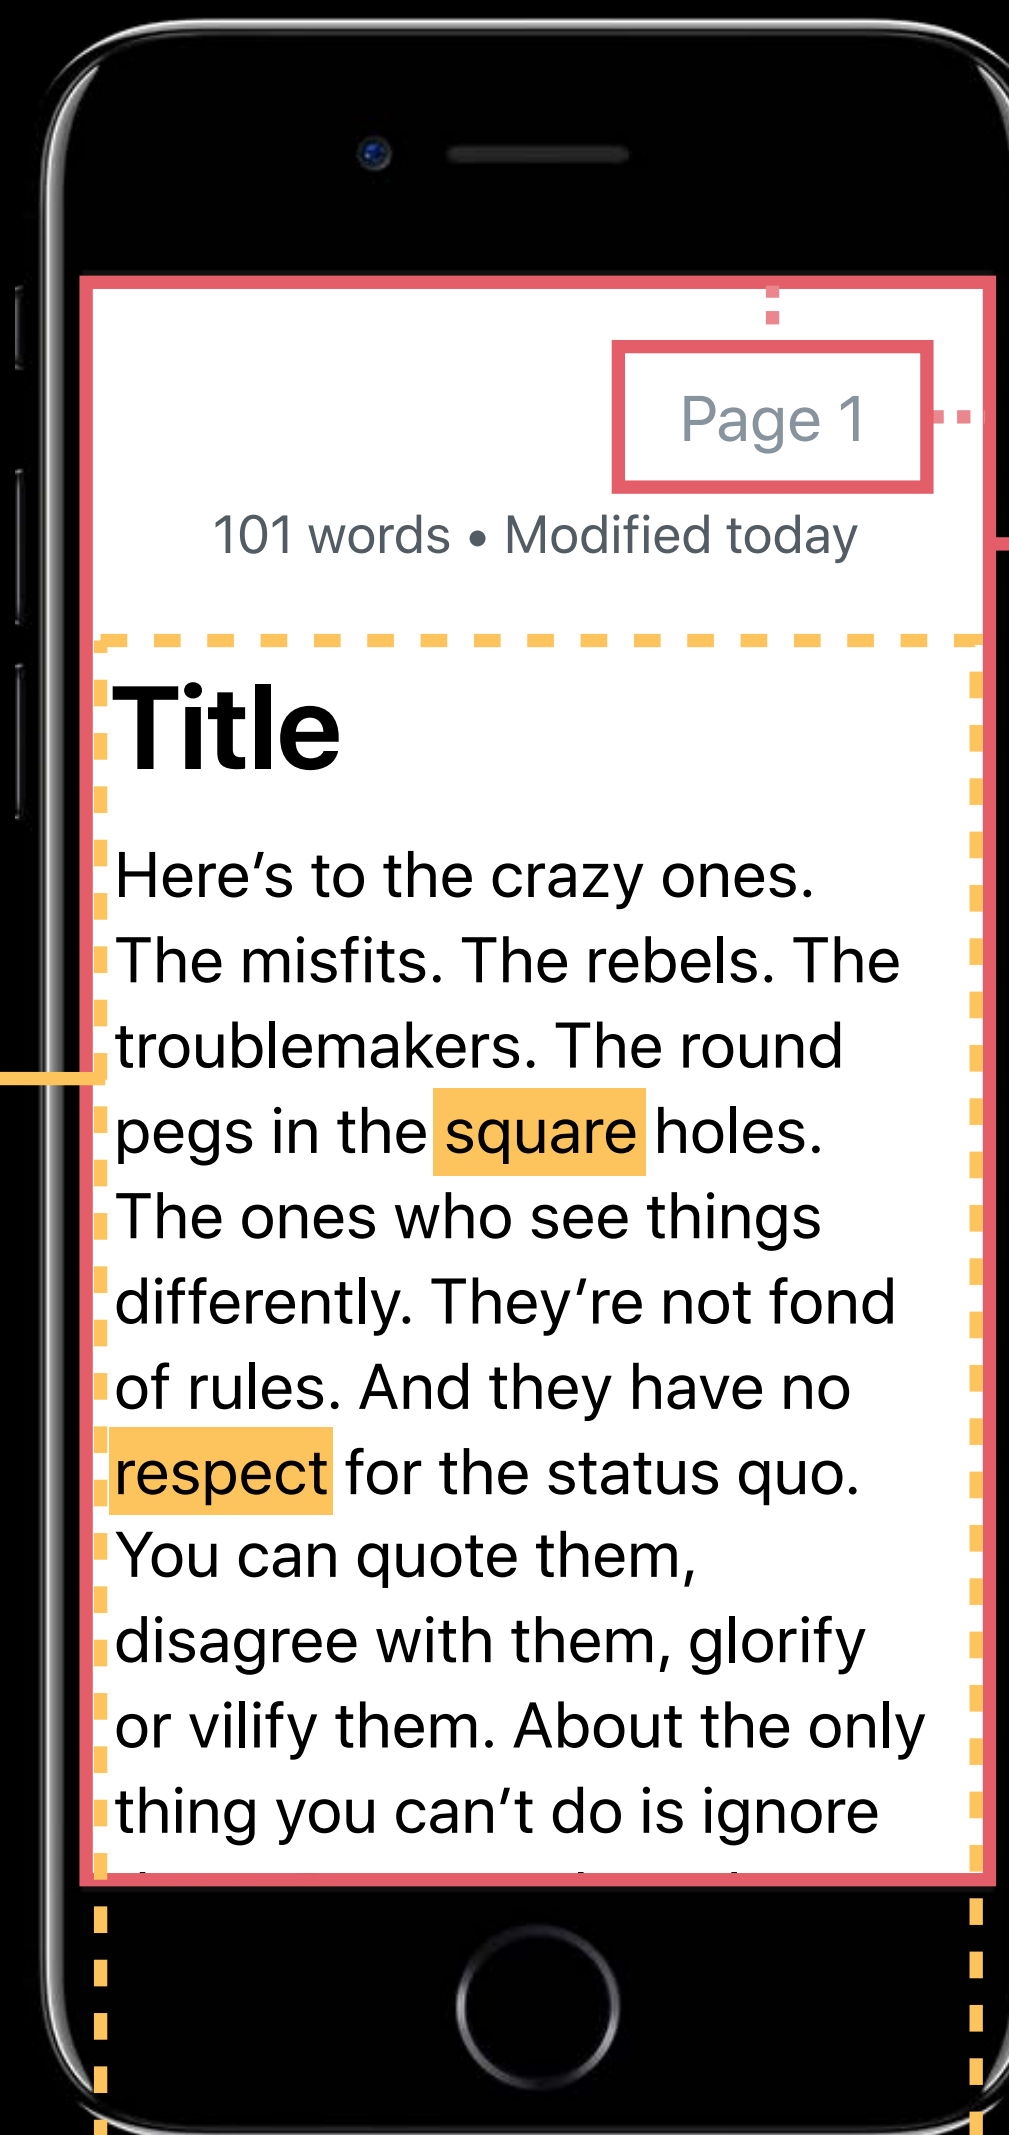 Page 1
101 words • Modified today
Title
Here’s to the crazy ones.
The misfits. The rebels. The
troublemakers. The round
pegs in the square holes.
The ones who see things
differently. They’re not fond
of rules. And they have no
respect for the status quo.
You can quote them,
disagree with them, glorify
or vilify them. About the only
thing you can’t do is ignore